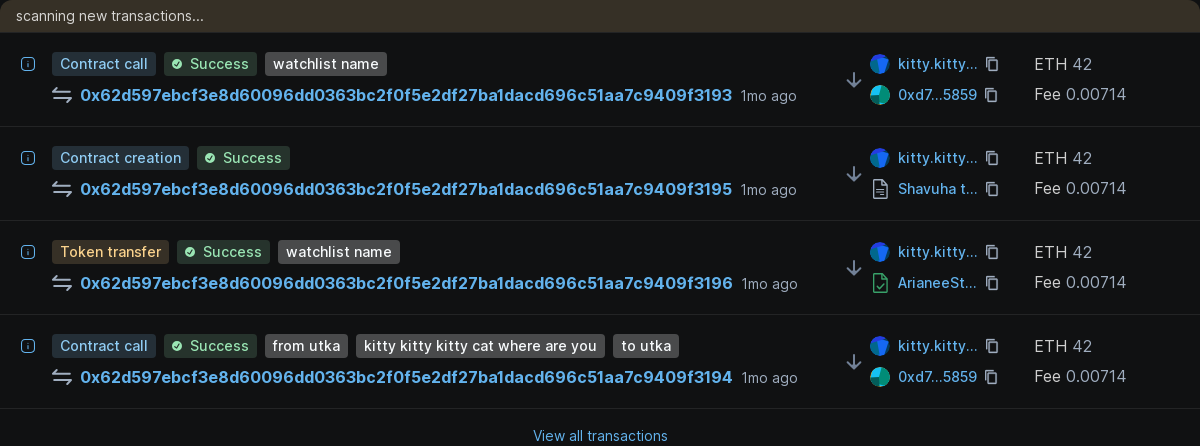 scanning new transactions...
Contract call Success watchlist name kitty.kitty... ETH 42
0x62d597ebcf3e8d60096dd0363bc2f0f5e2df27ba1dacd696c51aa7c9409f3193 1mo ago 0xd7...5859 Fee 0.00714
Contract creation Success kitty.kitty... ETH 42
0x62d597ebcf3e8d60096dd0363bc2f0f5e2df27ba1dacd696c51aa7c9409f3195 1mo ago Shavuha t... Fee 0.00714
Token transfer Success watchlist name kitty.kitty... ETH 42
0x62d597ebcf3e8d60096dd0363bc2f0f5e2df27ba1dacd696c51aa7c9409f3196 1mo ago ArianeeSt... Fee 0.00714
Contract call Success from utka kitty kitty kitty cat where are you to utka kitty.kitty... ETH 42
0x62d597ebcf3e8d60096dd0363bc2f0f5e2df27ba1dacd696c51aa7c9409f3194 1mo ago 0xd7...5859 Fee 0.00714
View all transactions